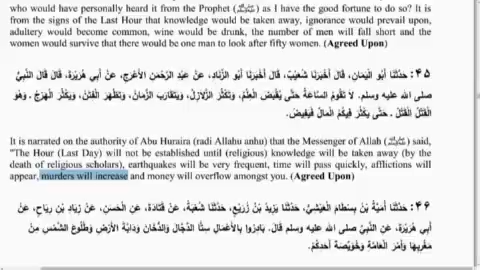 who would have personally heard it from the Prophet (ﷺ) as I have the good fortune to do so? It is
from the signs of the Last Hour that knowledge would be taken away, ignorance would prevail upon,
adultery would become common, wine would be drunk, the number of men will fall short and the
women would survive that there would be one man to look after fifty women. (Agreed Upon)
۴۵: حَدَّثَنَا أَبُو الْيَمَانِ، قَالَ أَخْبَرَنَا شُعَيْبٌ، قَالَ أَخْبَرَنَا أَبُو الزِّنَادِ، عَنْ عَبْدِ الرَّحْمَنِ الأَعْرَجِ، عَنْ أَبِي هُرَيْرَةَ، قَالَ قَالَ النَّبِيُّ
صلى الله عليه وسلم. لاَ تَقُومُ السَّاعَةُ حَتَّى يُقْبَضَ الْعِلْمُ، وَتَكْثُرَ الزَّلاَزِلُ، وَيَتَقَارَبَ الزَّمَانُ، وَتَظْهَرَ الْفِتَنُ، وَيَكْثُرَ الْهَرْجُ. وَهُوَ
الْقَتْلُ الْقَتْلُ. حَتَّى يَكْثُرَ فِيكُمُ الْمَالُ فَيَفِيضُ.
It is narrated on the authority of Abu Huraira (radi Allahu anhu) that the Messenger of Allah (ﷺ) said,
"The Hour (Last Day) will not be established until (religious) knowledge will be taken away (by the
death of religious scholars), earthquakes will be very frequent, time will pass quickly, afflictions will
appear, murders will increase and money will overflow amongst you. (Agreed Upon)
۴۶: حَدَّثَنَا أُمَيَّةُ بْنُ بِسْطَامَ الْعَيْشِيُّ، حَدَّثَنَا يَزِيدُ بْنُ زُرَيْعٍ، حَدَّثَنَا شُعْبَةُ، عَنْ قَتَادَةَ، عَنِ الْحَسَنِ، عَنْ زِيَادِ بْنِ رِيَاحٍ، عَنْ
أَبِي هُرَيْرَةَ، عَنِ النَّبِيِّ صلى الله عليه وسلم قَالَ. بَادِرُوا بِالأَعْمَالِ سِتًّا الدَّجَّالَ وَالدُّخَانَ وَدَابَّةَ الأَرْضِ وَطُلُوعَ الشَّمْسِ مِنْ
مَغْرِبِهَا وَأَمْرَ الْعَامَّةِ وَخُوَيْصَّةَ أَحَدِكُمْ.